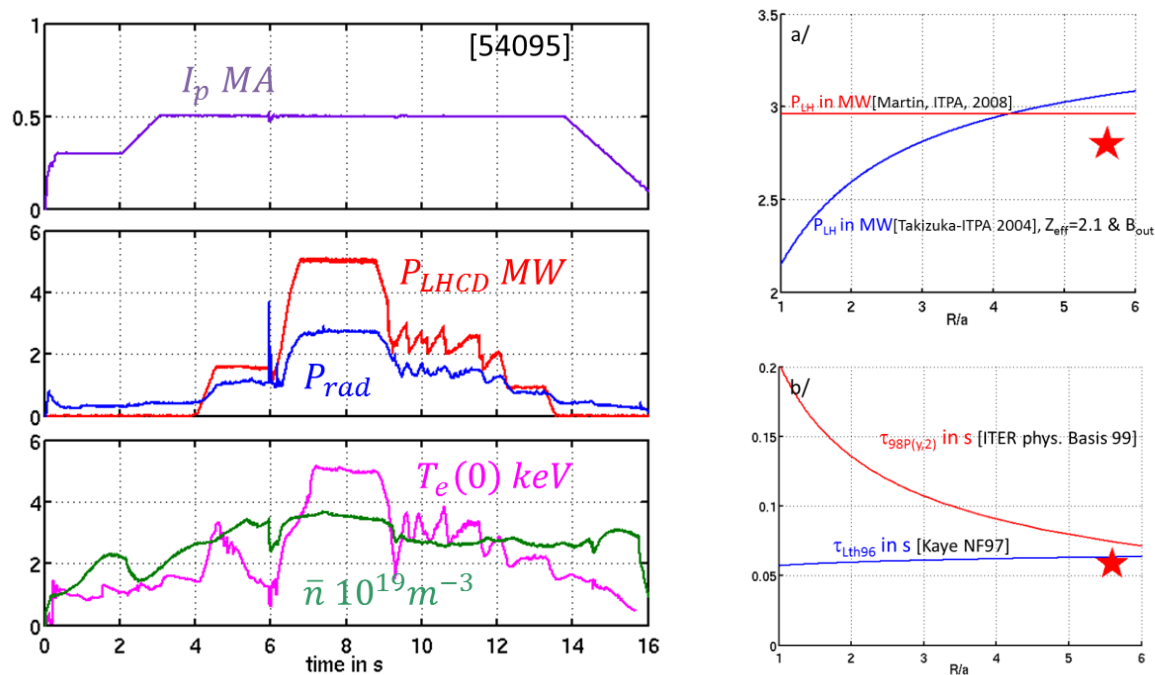 [54095]
I_p MA
1
0.5
0
P_LHCD MW
P_rad
6
4
2
0
T_e(0) keV
n̄ 10^19 m^−3
6
4
2
0
0 2 4 6 8 10 12 14 16
time in s
a/
P_LH in MW[Martin, ITPA, 2008]
P_LH in MW[Takizuka-ITPA 2004], Z_eff=2.1 & B_out
3.5
3
2.5
2
1 2 3 4 5 6
R/a
b/
τ_98P(y,2) in s [ITER phys. Basis 99]
τ_Lth96 in s [Kaye NF97]
0.2
0.15
0.1
0.05
0
1 2 3 4 5 6
R/a